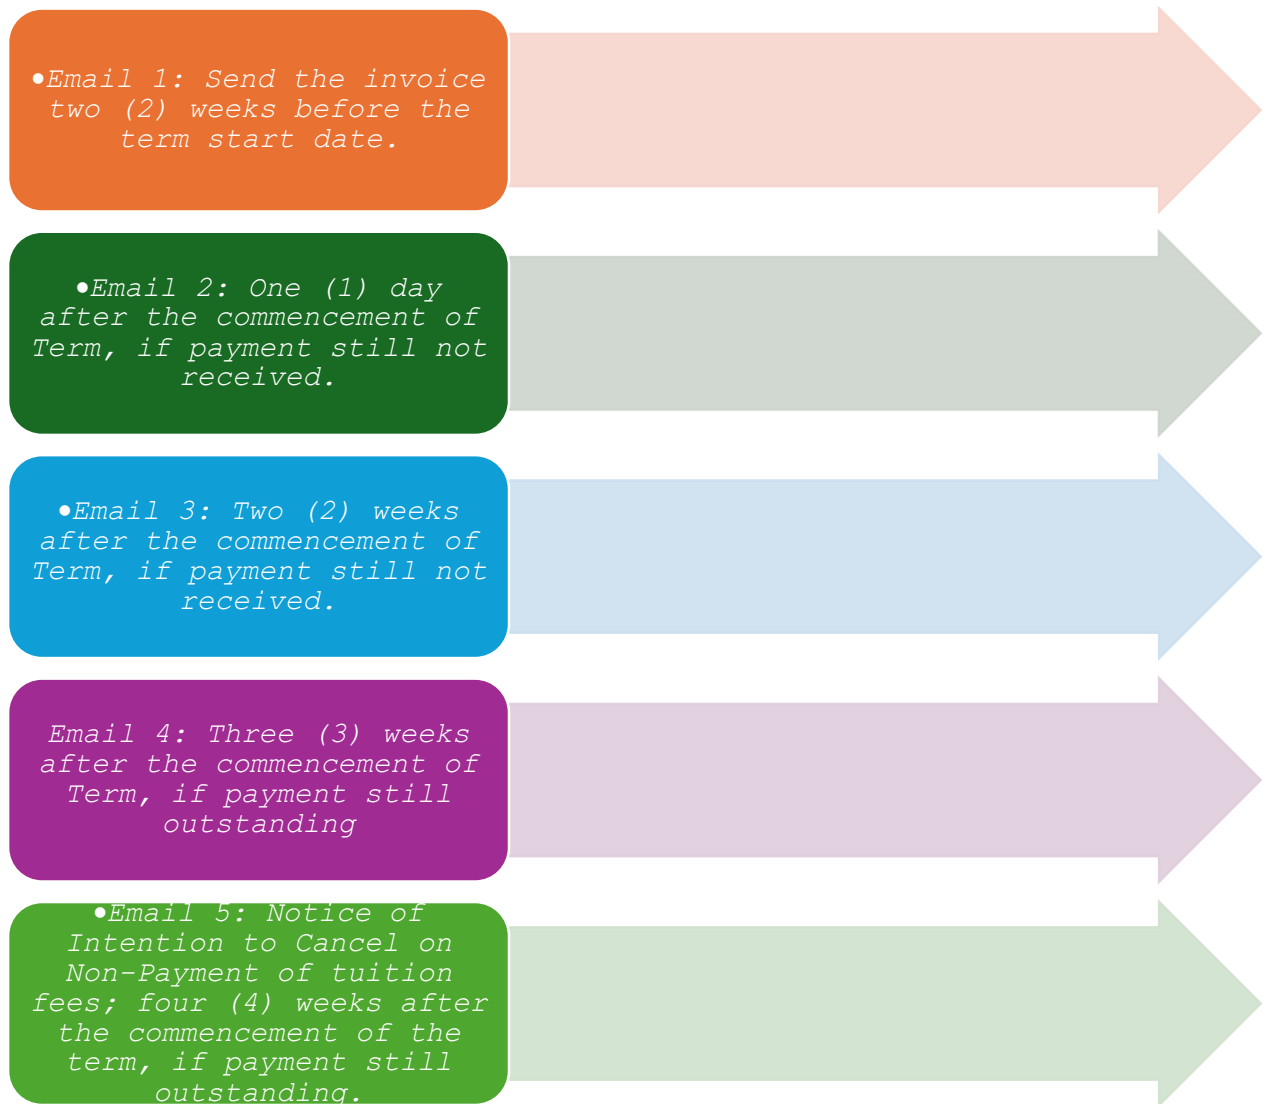 •Email 1: Send the invoice
two (2) weeks before the
term start date.
•Email 2: One (1) day
after the commencement of
Term, if payment still not
received.
•Email 3: Two (2) weeks
after the commencement of
Term, if payment still not
received.
Email 4: Three (3) weeks
after the commencement of
Term, if payment still
outstanding
•Email 5: Notice of
Intention to Cancel on
Non-Payment of tuition
fees; four (4) weeks after
the commencement of the
term, if payment still
outstanding.